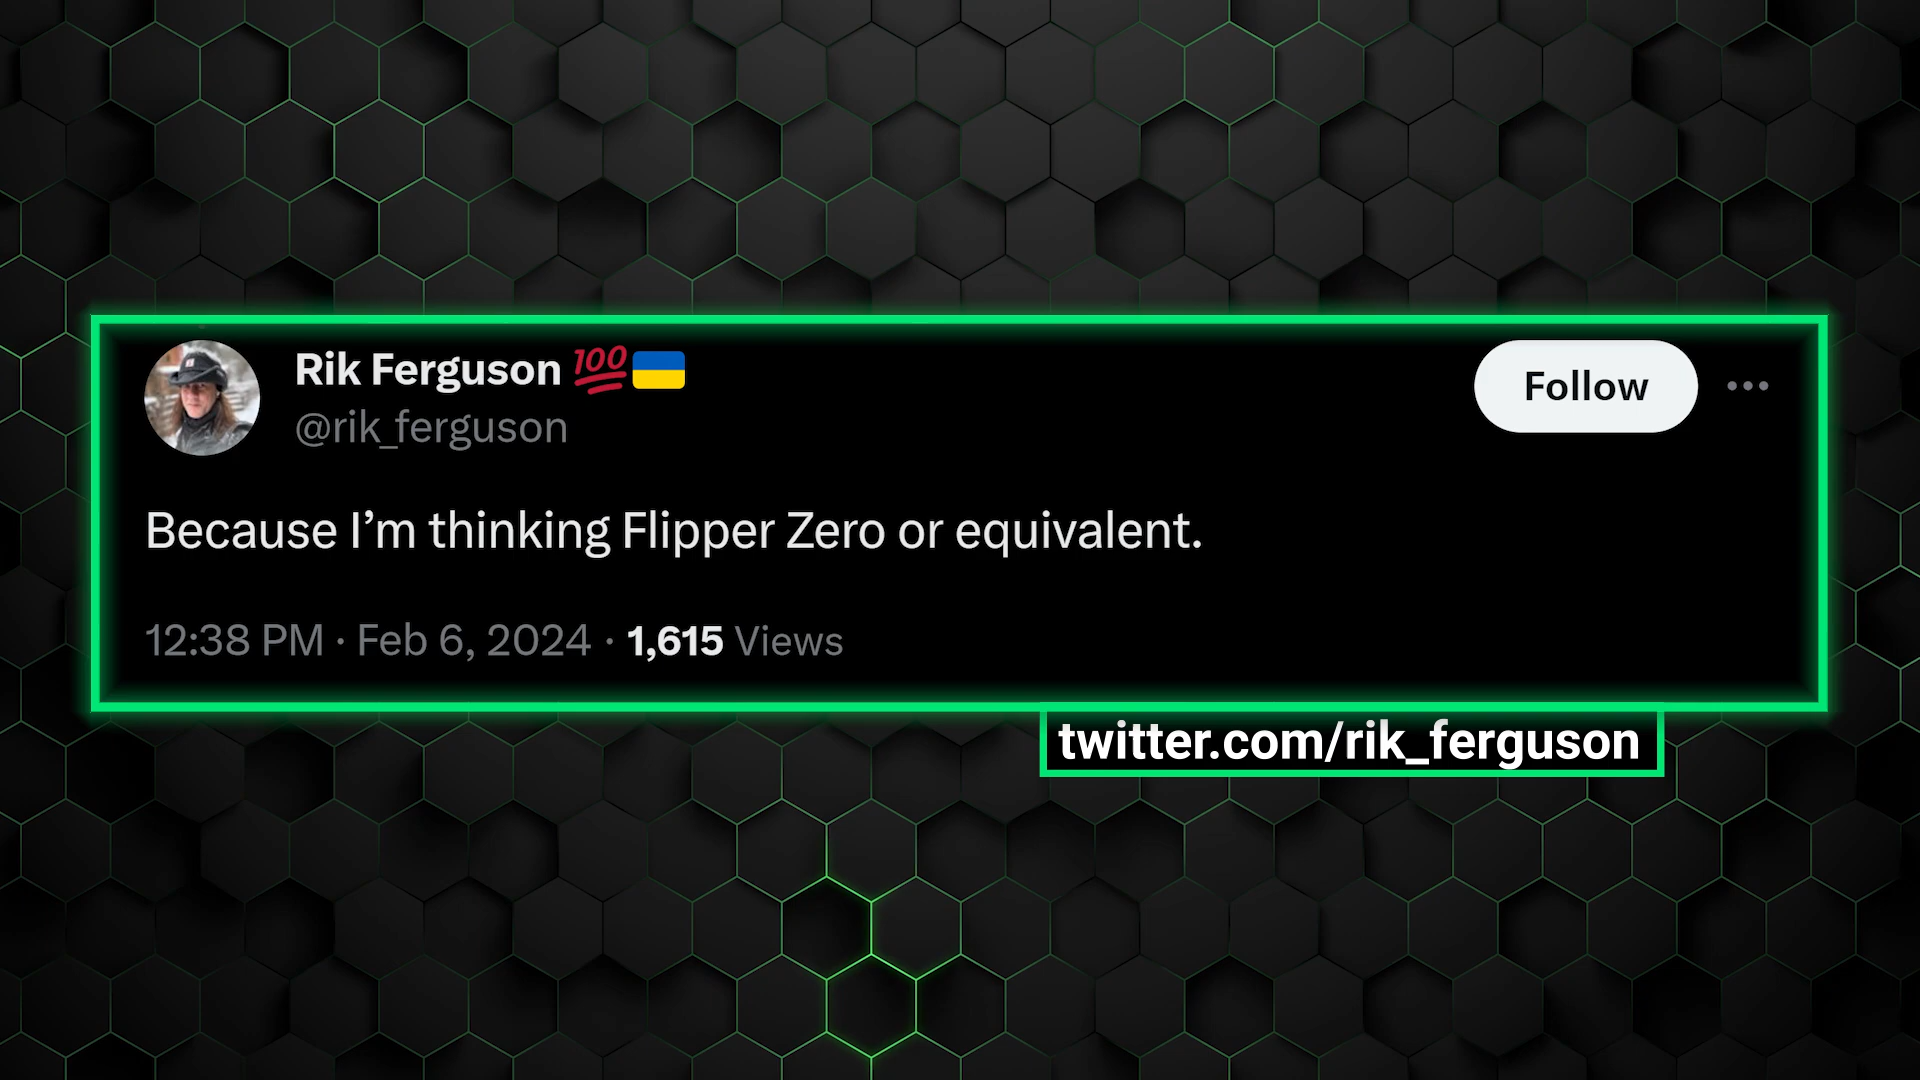 Rik Ferguson 💯🇺🇦
@rik_ferguson
Follow
Because I’m thinking Flipper Zero or equivalent.
12:38 PM · Feb 6, 2024 · 1,615 Views
twitter.com/rik_ferguson